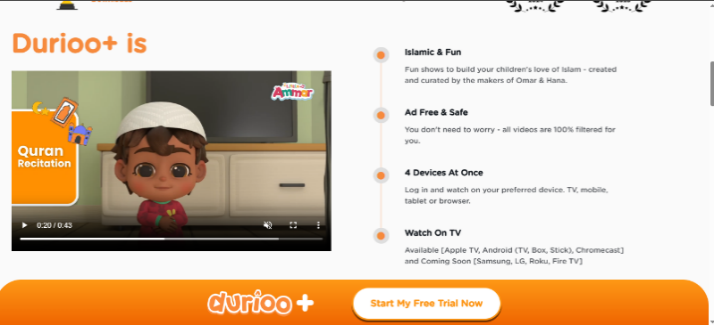 Durioo+ is
Ammar
Quran
Recitation
0:20 / 0:43
Islamic & Fun
Fun shows to build your children's love of Islam - created
and curated by the makers of Omar & Hana.
Ad Free & Safe
You don't need to worry - all videos are 100% filtered for
you.
4 Devices At Once
Log in and watch on your preferred device. TV, mobile,
tablet or browser.
Watch On TV
Available [Apple TV, Android (TV, Box, Stick), Chromecast]
and Coming Soon [Samsung, LG, Roku, Fire TV]
durioo+
Start My Free Trial Now